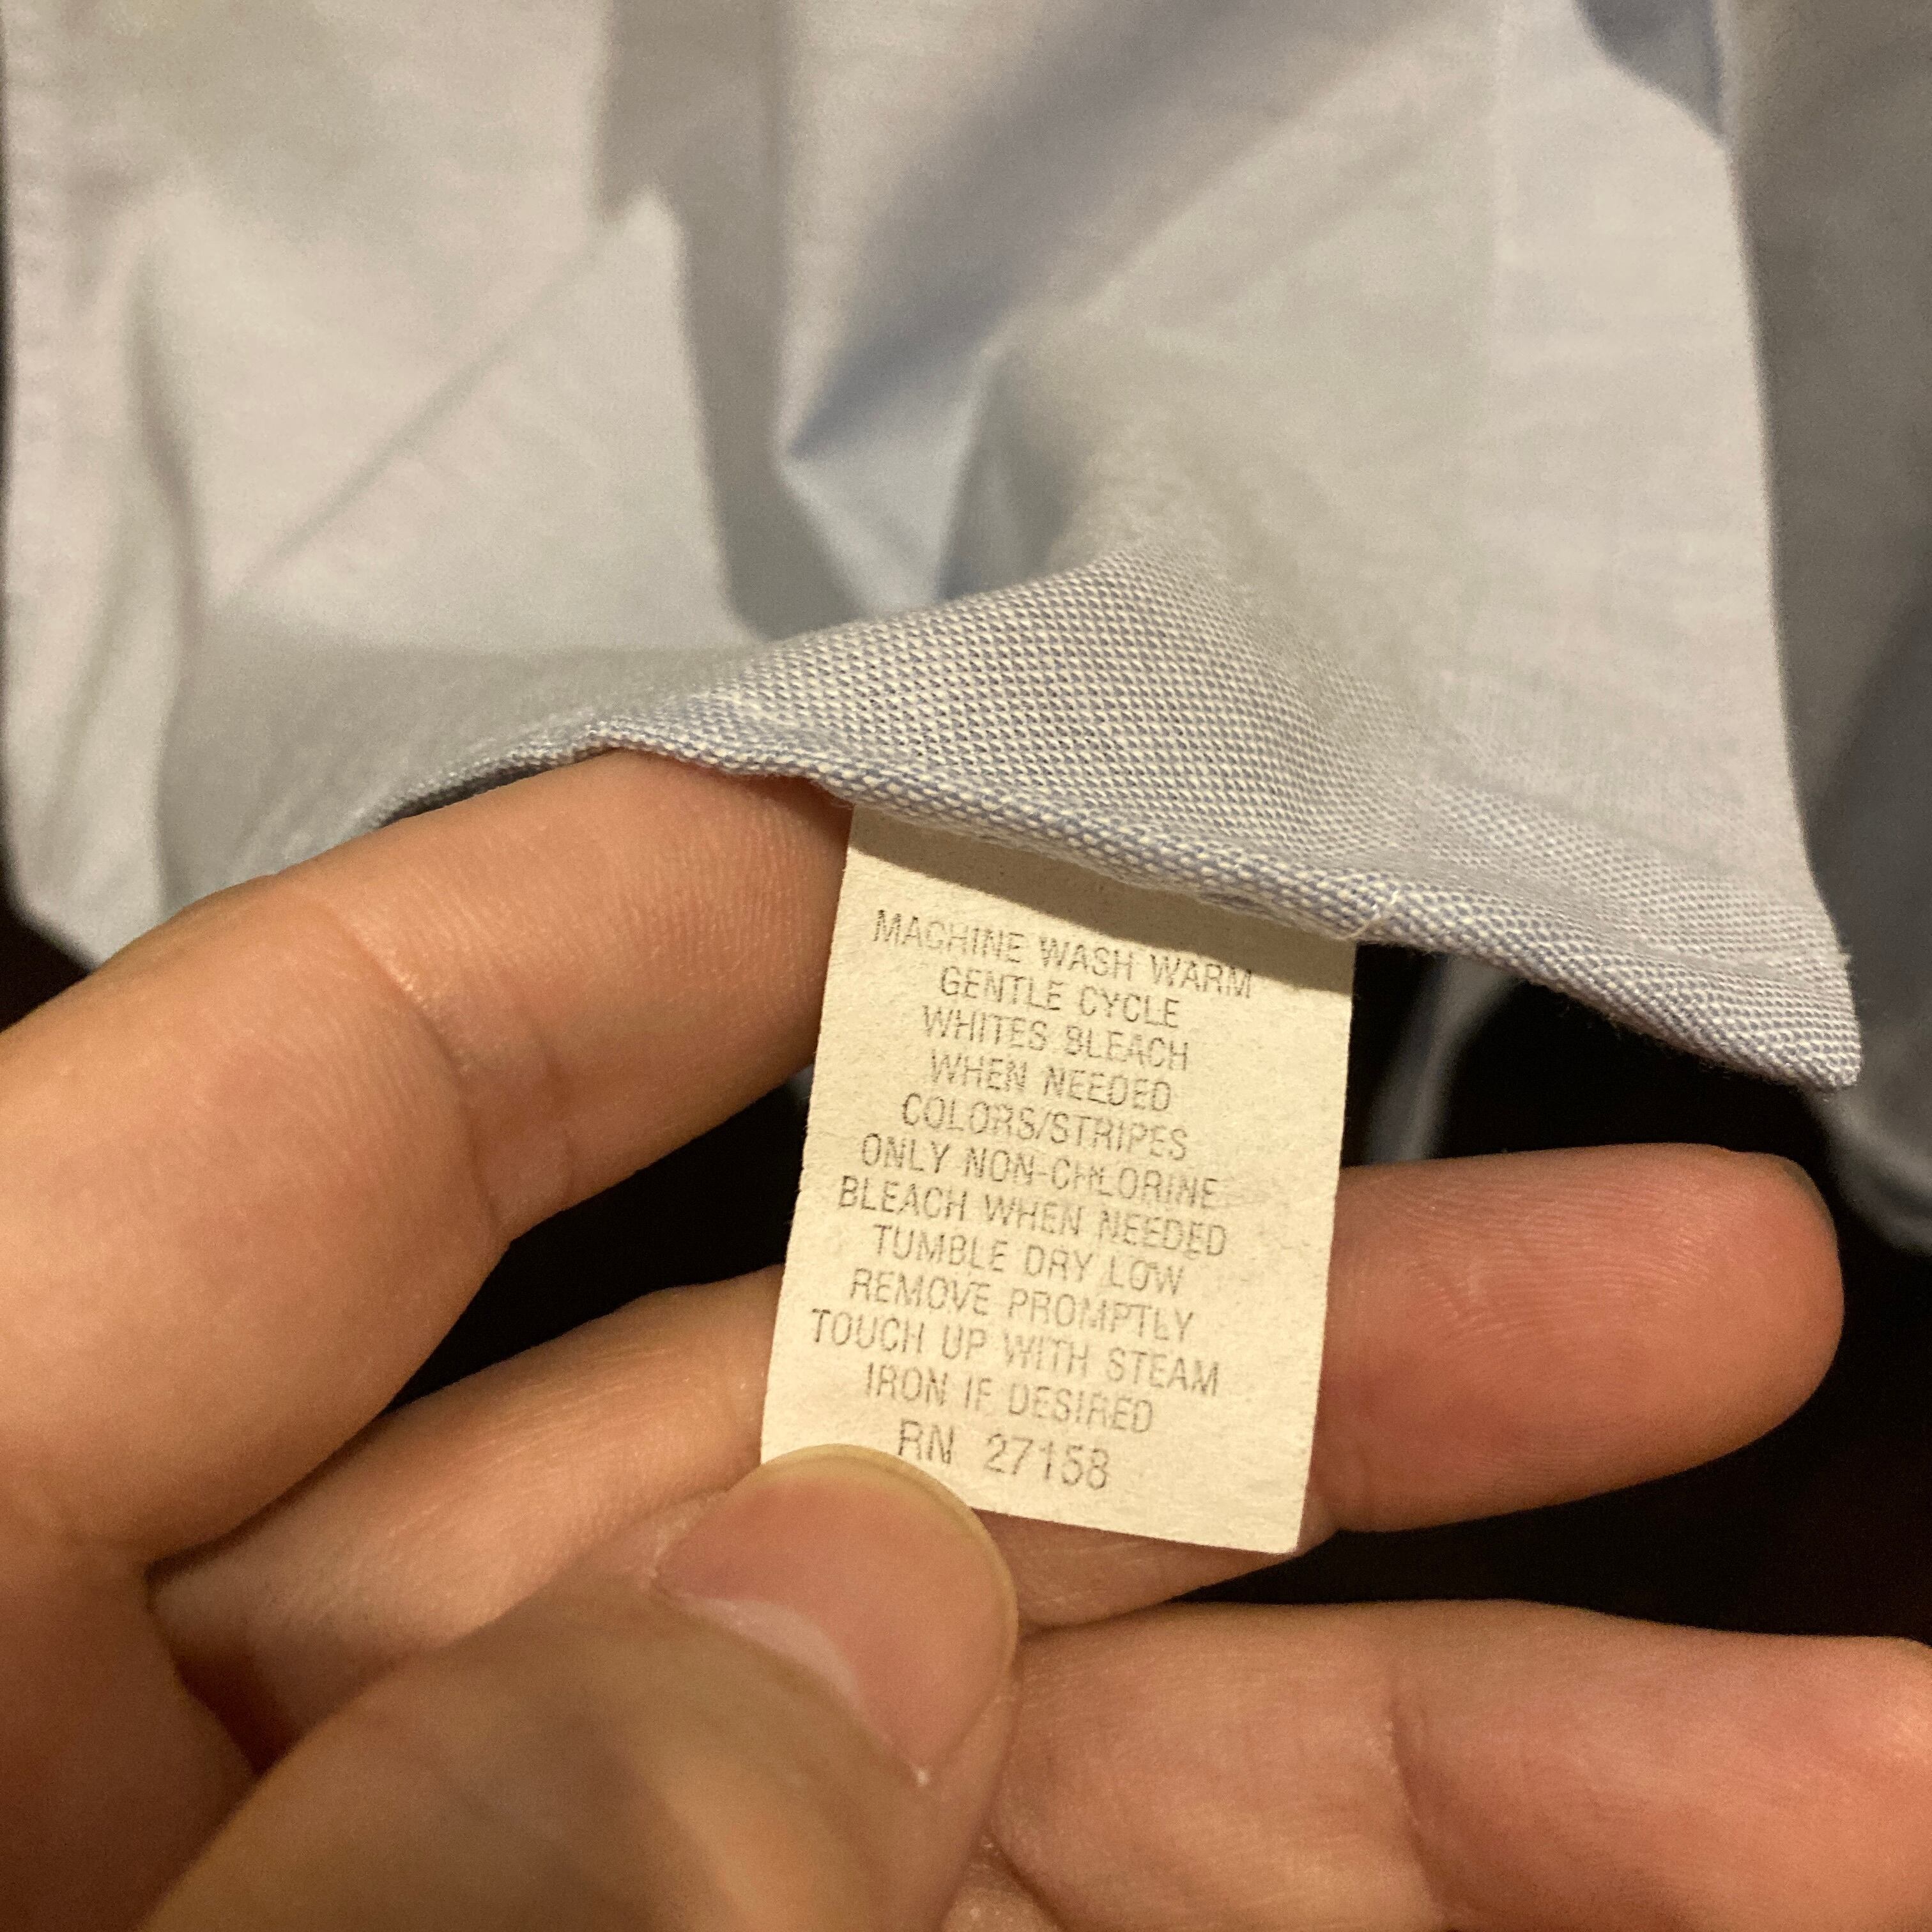 MACHINE WASH WARM
GENTLE CYCLE
WHITES BLEACH
WHEN NEEDED
COLORS/STRIPES
ONLY NON-CHLORINE
BLEACH WHEN NEEDED
TUMBLE DRY LOW
REMOVE PROMPTLY
TOUCH UP WITH STEAM
IRON IF DESIRED
RN 27158